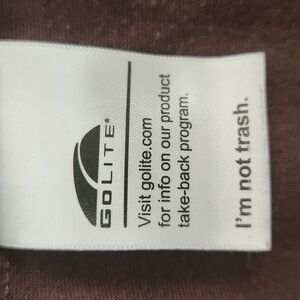 GOLITE®
Visit golite.com
for info on our product
take-back program.
I'm not trash.